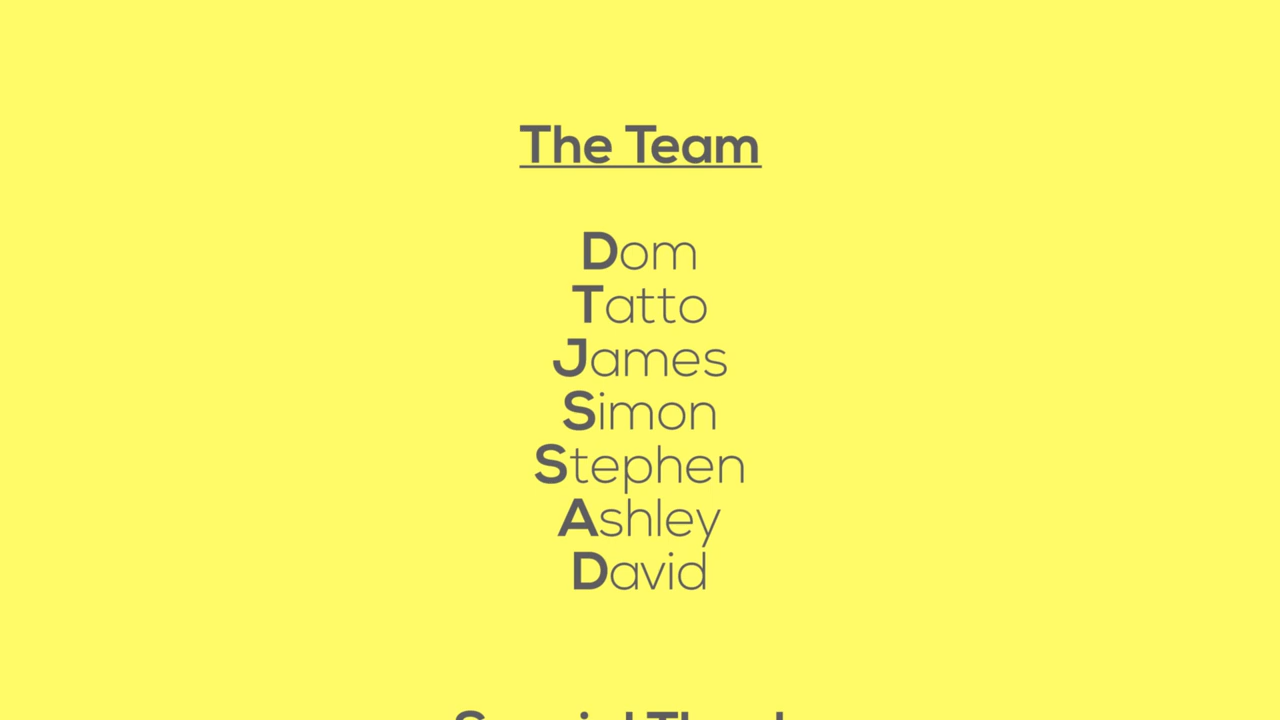 The Team
Dom
Tatto
James
Simon
Stephen
Ashley
David